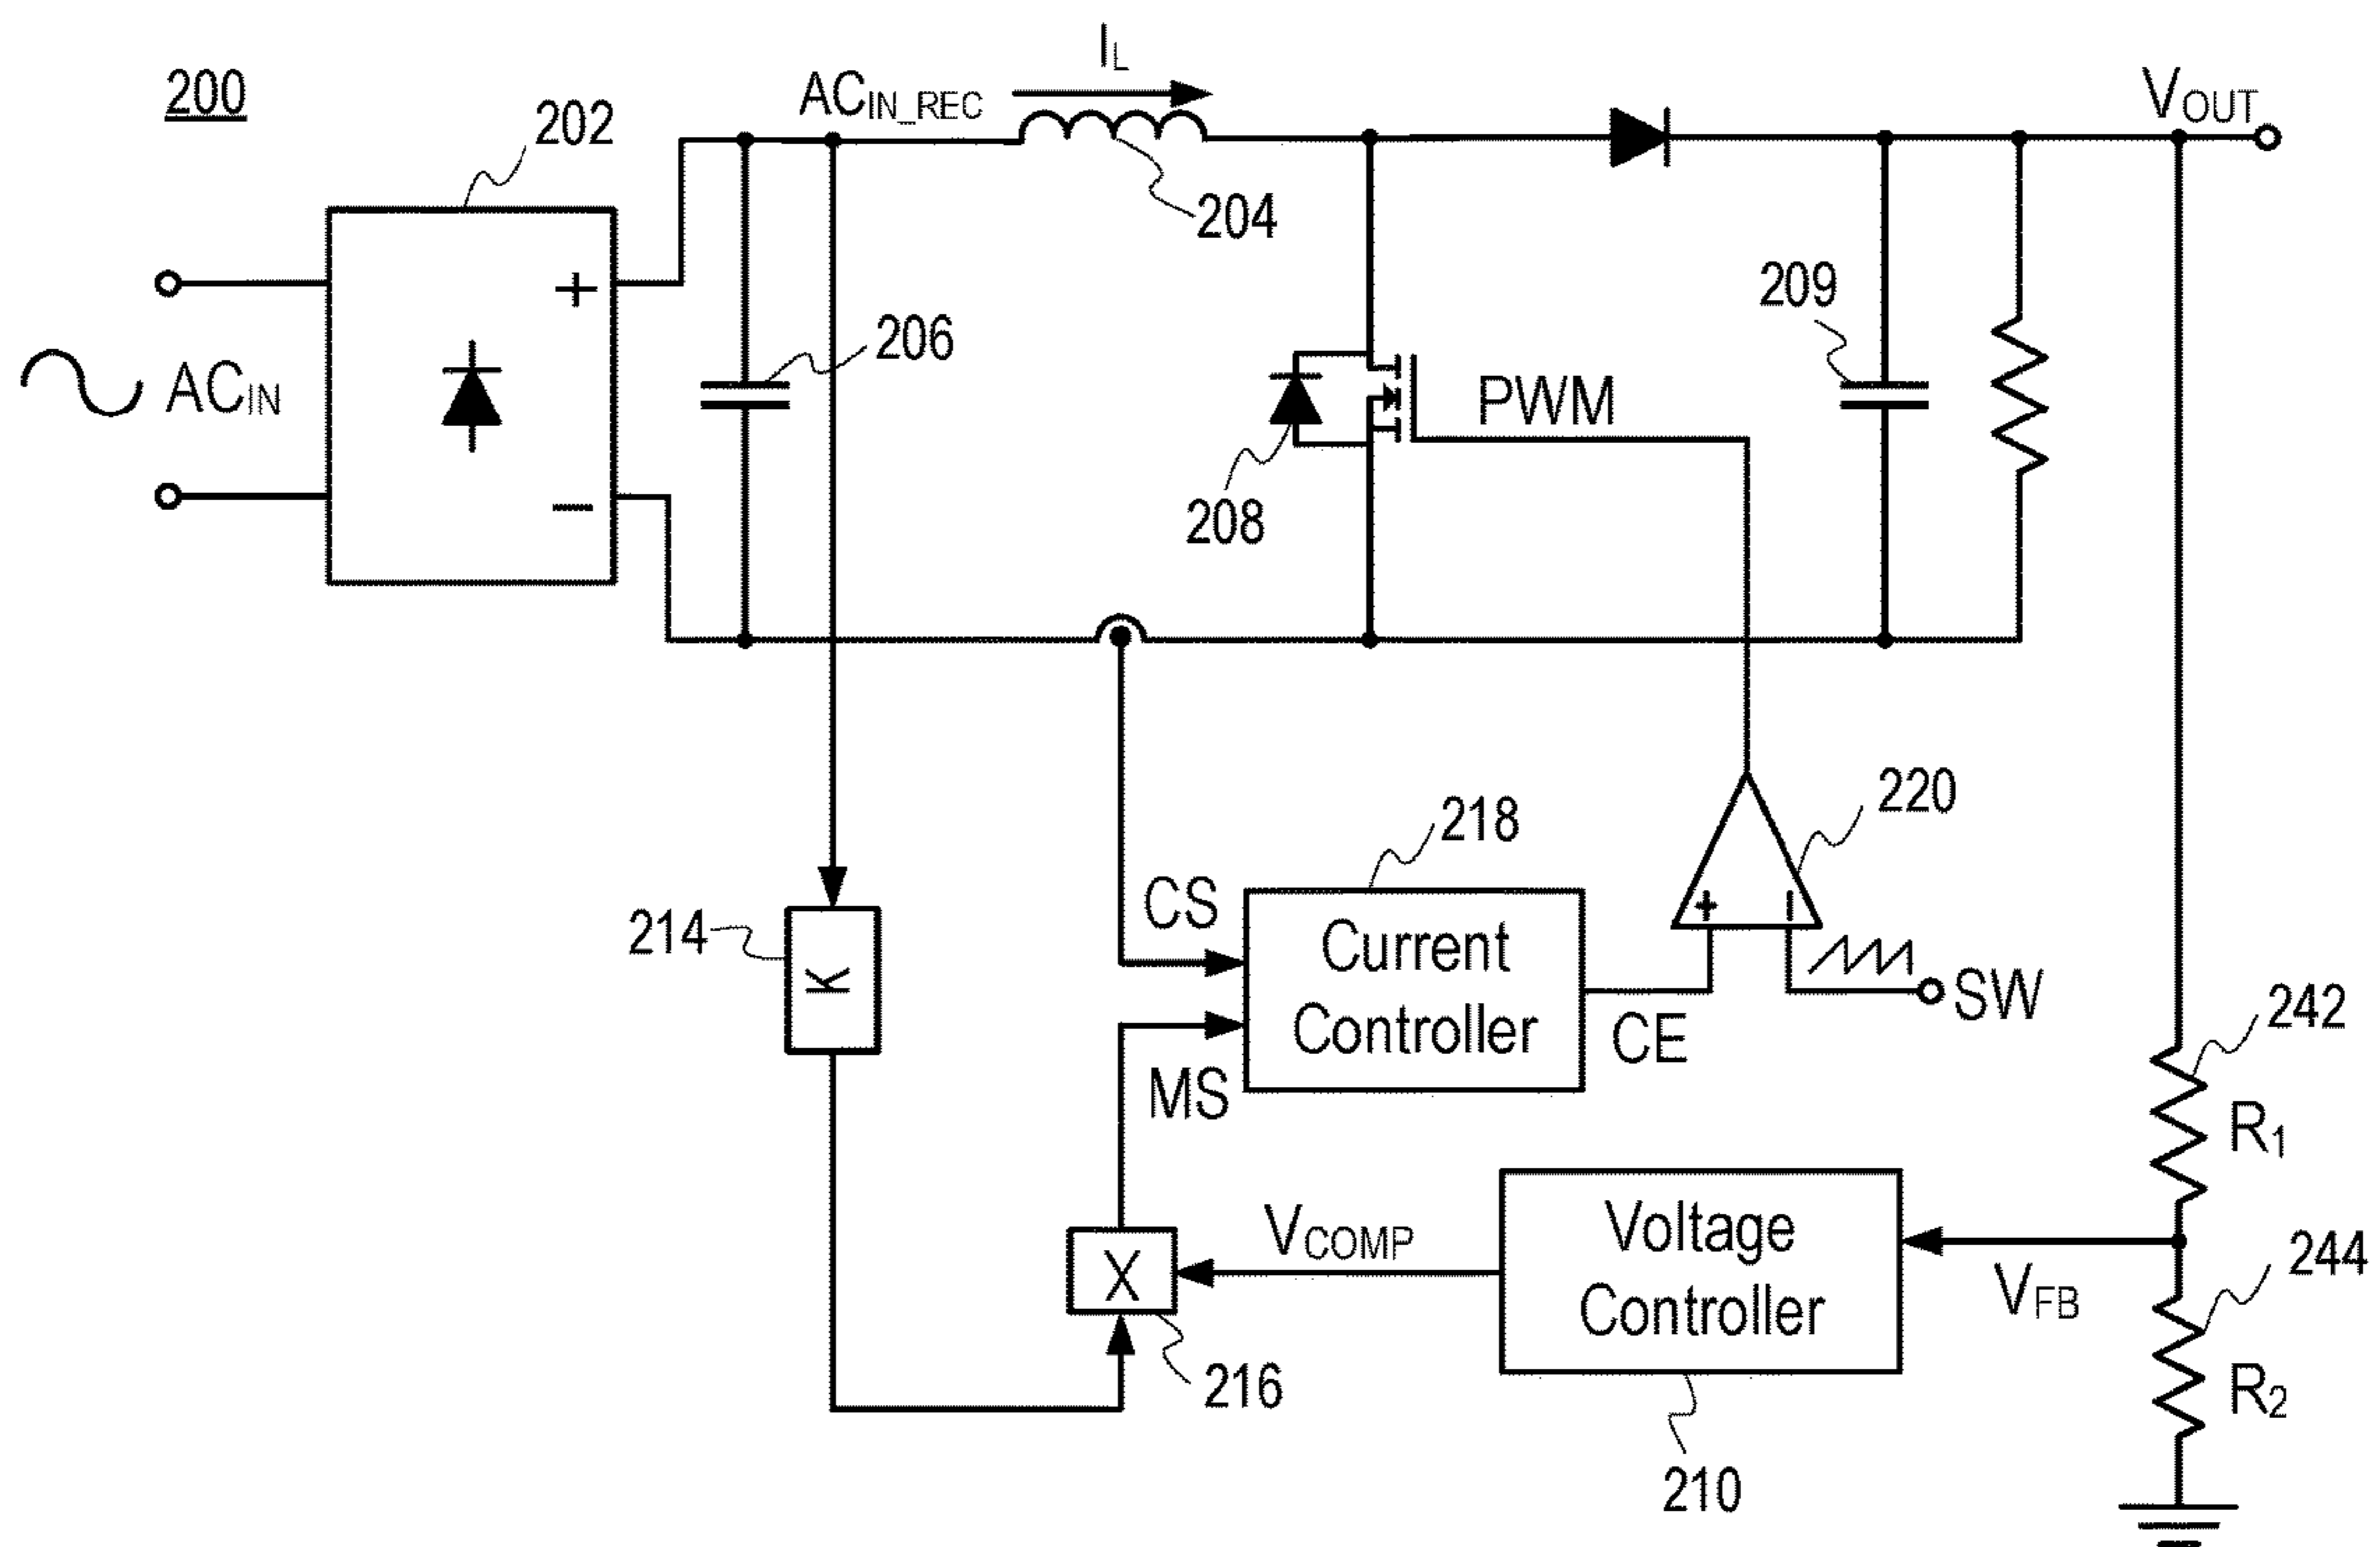 200
202
AC_IN_REC
I_L
V_OUT
204
206
209
AC_IN
+
−
208
PWM
214
K
CS
MS
218
Current
Controller
CE
220
+
−
SW
242
R_1
216
X
V_COMP
Voltage
Controller
210
V_FB
244
R_2